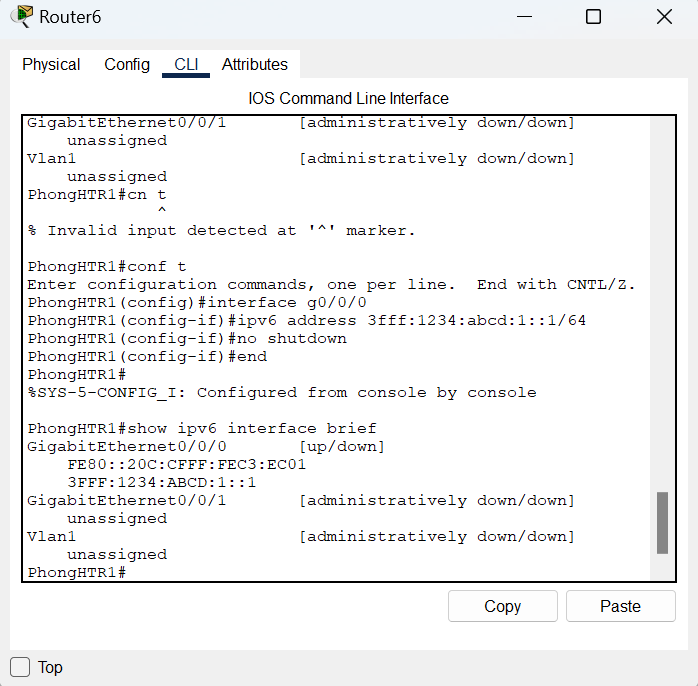 Router6
Physical Config CLI Attributes
IOS Command Line Interface
GigabitEthernet0/0/1 [administratively down/down]
unassigned
Vlan1 [administratively down/down]
unassigned
PhongHTR1#cn t
^
% Invalid input detected at '^' marker.
PhongHTR1#conf t
Enter configuration commands, one per line. End with CNTL/Z.
PhongHTR1(config)#interface g0/0/0
PhongHTR1(config-if)#ipv6 address 3fff:1234:abcd:1::1/64
PhongHTR1(config-if)#no shutdown
PhongHTR1(config-if)#end
PhongHTR1#
%SYS-5-CONFIG_I: Configured from console by console
PhongHTR1#show ipv6 interface brief
GigabitEthernet0/0/0 [up/down]
FE80::20C:CFFF:FEC3:EC01
3FFF:1234:ABCD:1::1
GigabitEthernet0/0/1 [administratively down/down]
unassigned
Vlan1 [administratively down/down]
unassigned
PhongHTR1#
Copy Paste
Top